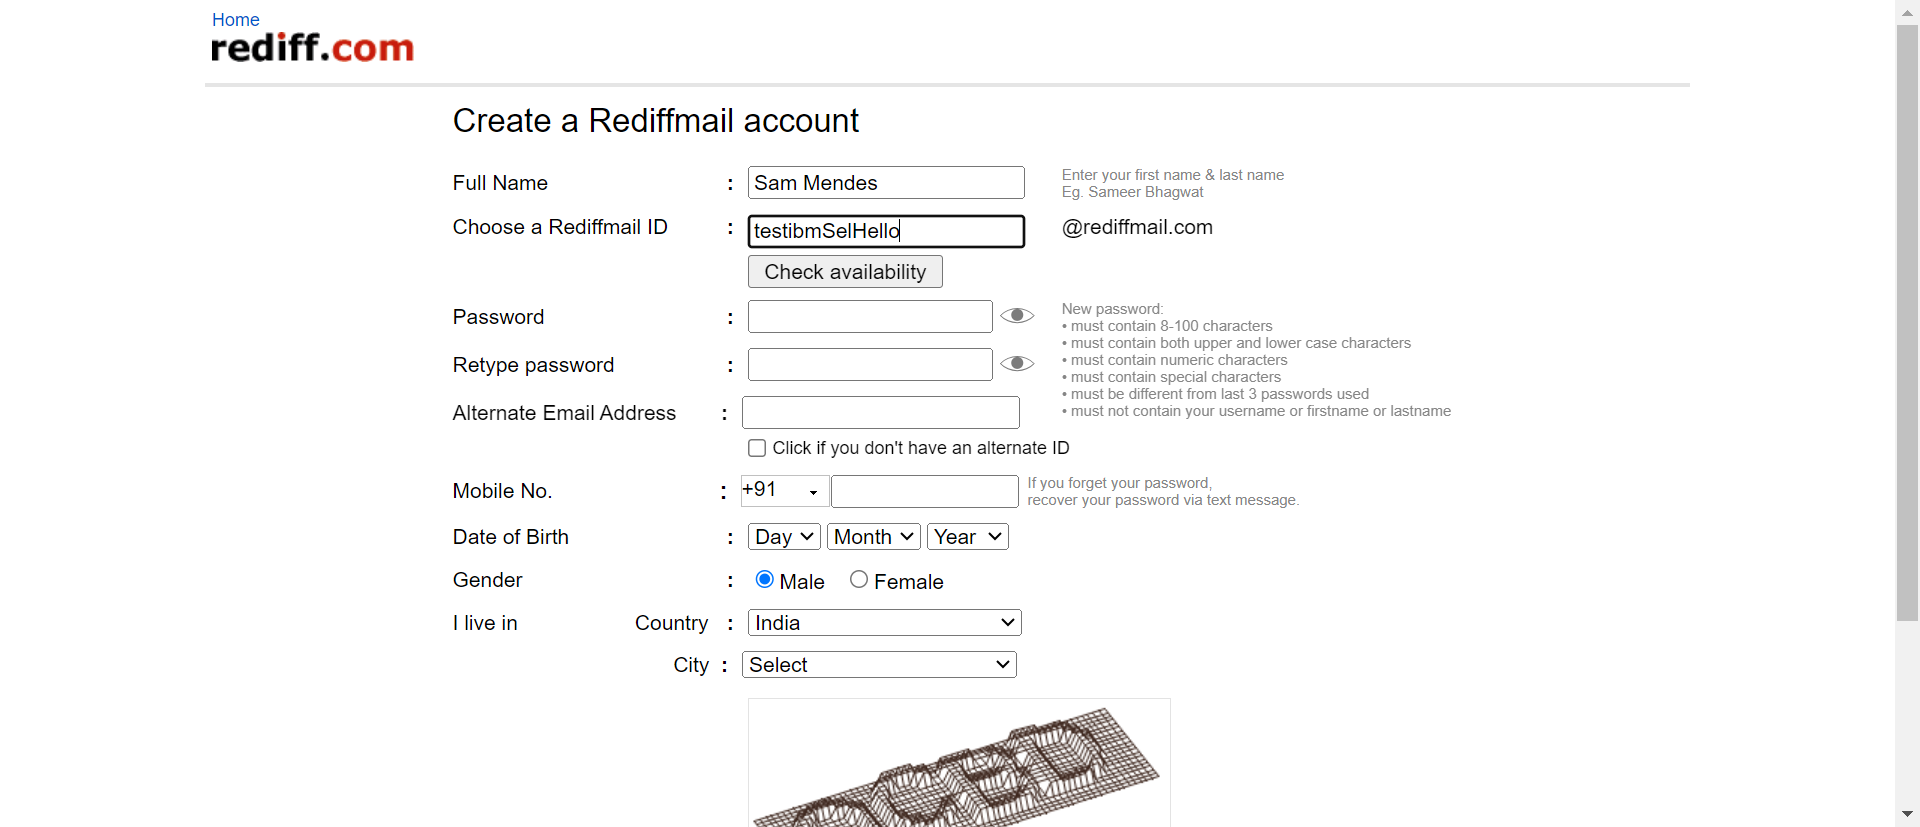 Home
rediff.com
Create a Rediffmail account
Full Name : Sam Mendes
Enter your first name & last name
Eg. Sameer Bhagwat
Choose a Rediffmail ID : testibmSelHello @rediffmail.com
Check availability
Password :
New password:
• must contain 8-100 characters
• must contain both upper and lower case characters
• must contain numeric characters
• must contain special characters
• must be different from last 3 passwords used
• must not contain your username or firstname or lastname
Retype password :
Alternate Email Address :
Click if you don't have an alternate ID
Mobile No. : +91
If you forget your password,
recover your password via text message.
Date of Birth : Day Month Year
Gender : Male Female
I live in Country : India
City : Select